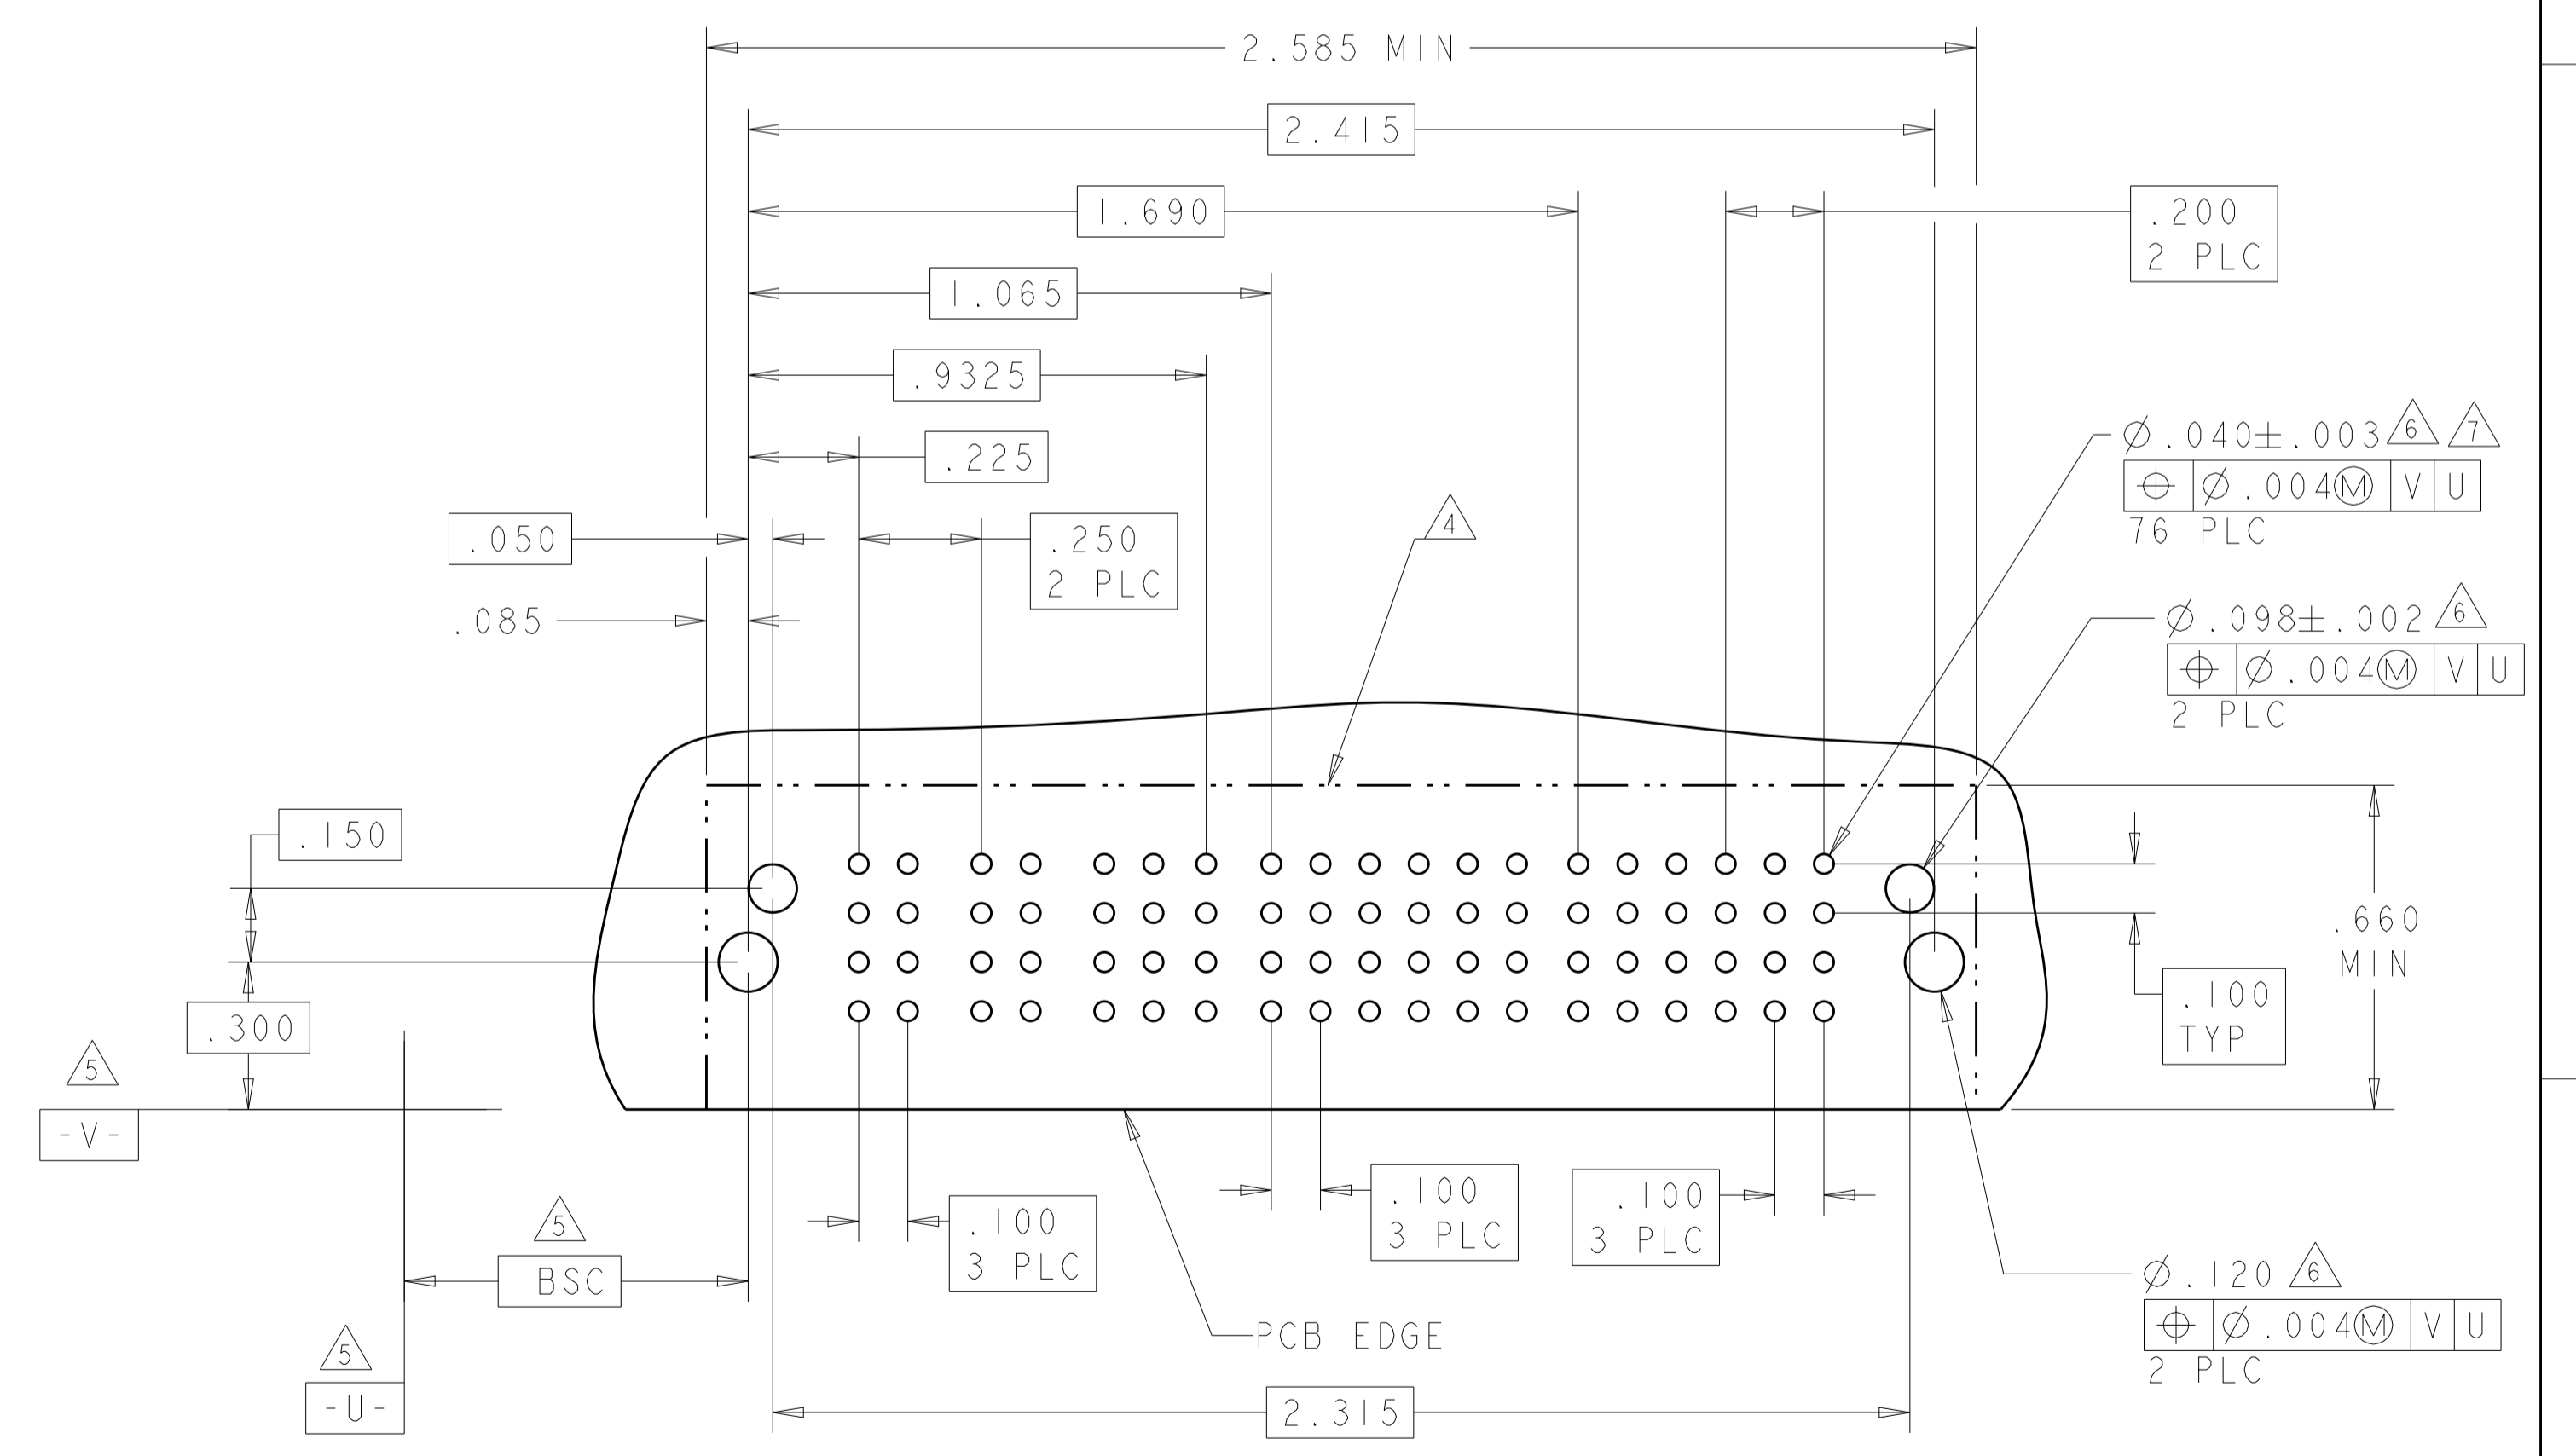 2.585 MIN
2.415
1.690
.200
2 PLC
1.065
.9325
.225
⌀.040±.003 6 7
⌖ ⌀.004Ⓜ V U
76 PLC
.050
.250
2 PLC
4
.085
⌀.098±.002 6
⌖ ⌀.004Ⓜ V U
2 PLC
.150
.660
MIN
.300
.100
TYP
5
-V-
.100
3 PLC
.100
3 PLC
.100
3 PLC
5
BSC
⌀.120 6
⌖ ⌀.004Ⓜ V U
2 PLC
PCB EDGE
5
-U-
2.315